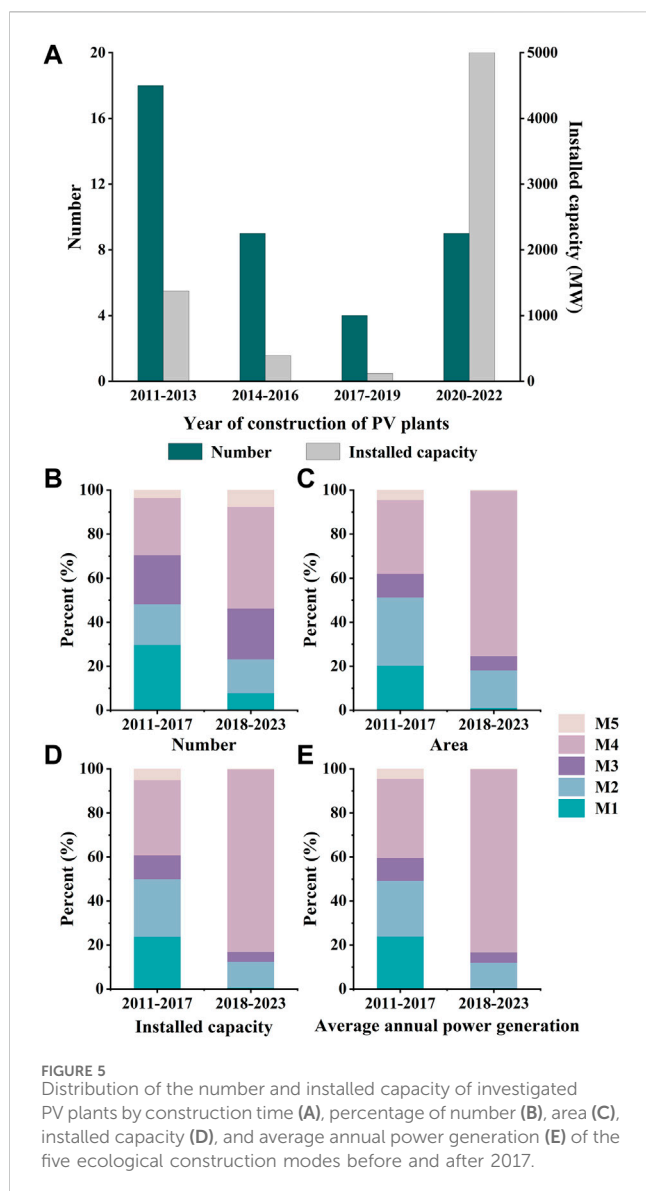 A
20
16
12
8
4
0
Number
5000
4000
3000
2000
1000
0
Installed capacity (MW)
2011-2013 2014-2016 2017-2019 2020-2022
Year of construction of PV plants
Number Installed capacity
B
100
80
60
40
20
0
Percent (%)
2011-2017 2018-2023
Number
C
100
80
60
40
20
0
Percent (%)
2011-2017 2018-2023
Area
D
100
80
60
40
20
0
Percent (%)
2011-2017 2018-2023
Installed capacity
E
100
80
60
40
20
0
Percent (%)
2011-2017 2018-2023
Average annual power generation
M5
M4
M3
M2
M1
FIGURE 5
Distribution of the number and installed capacity of investigated
PV plants by construction time (A), percentage of number (B), area (C),
installed capacity (D), and average annual power generation (E) of the
five ecological construction modes before and after 2017.